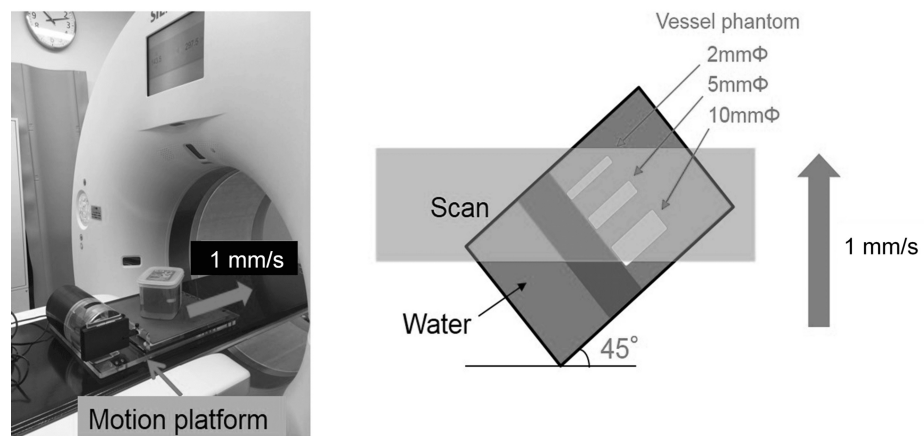 1 mm/s
Motion platform
Vessel phantom
2mmΦ
5mmΦ
10mmΦ
Scan
Water
45°
1 mm/s